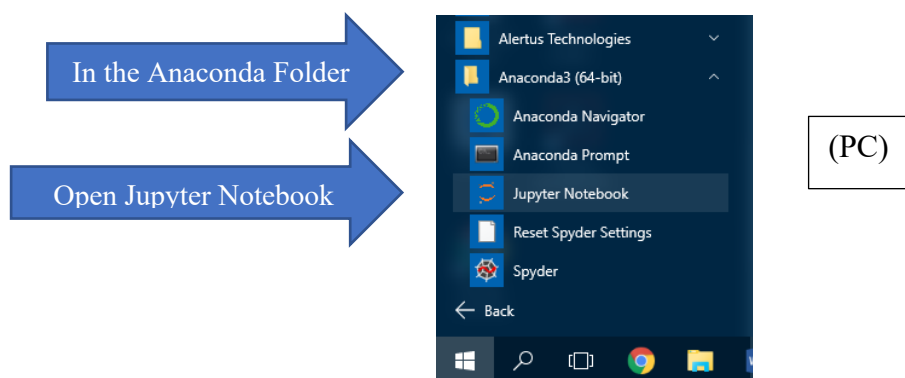 Alertus Technologies
In the Anaconda Folder
Anaconda3 (64-bit)
Anaconda Navigator
Anaconda Prompt
(PC)
Open Jupyter Notebook
Jupyter Notebook
Reset Spyder Settings
Spyder
Back